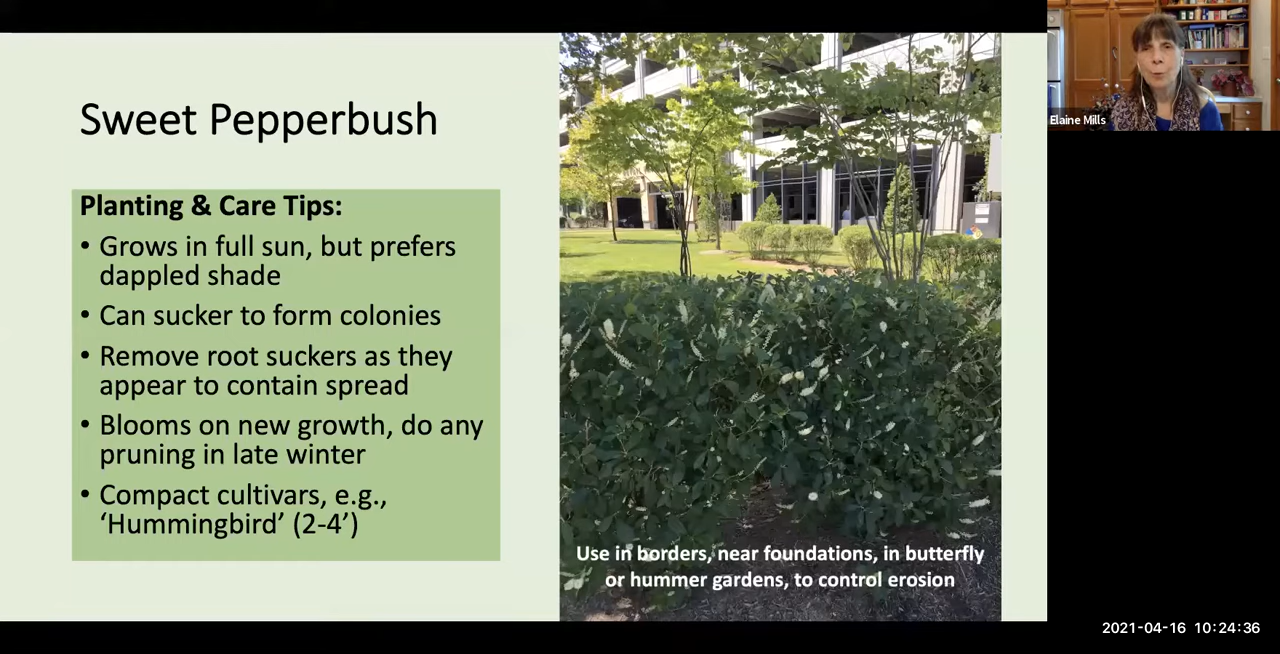 Sweet Pepperbush
Planting & Care Tips:
• Grows in full sun, but prefers
dappled shade
• Can sucker to form colonies
• Remove root suckers as they
appear to contain spread
• Blooms on new growth, do any
pruning in late winter
• Compact cultivars, e.g.,
‘Hummingbird’ (2-4’)
Use in borders, near foundations, in butterfly
or hummer gardens, to control erosion
Elaine Mills
2021-04-16 10:24:36